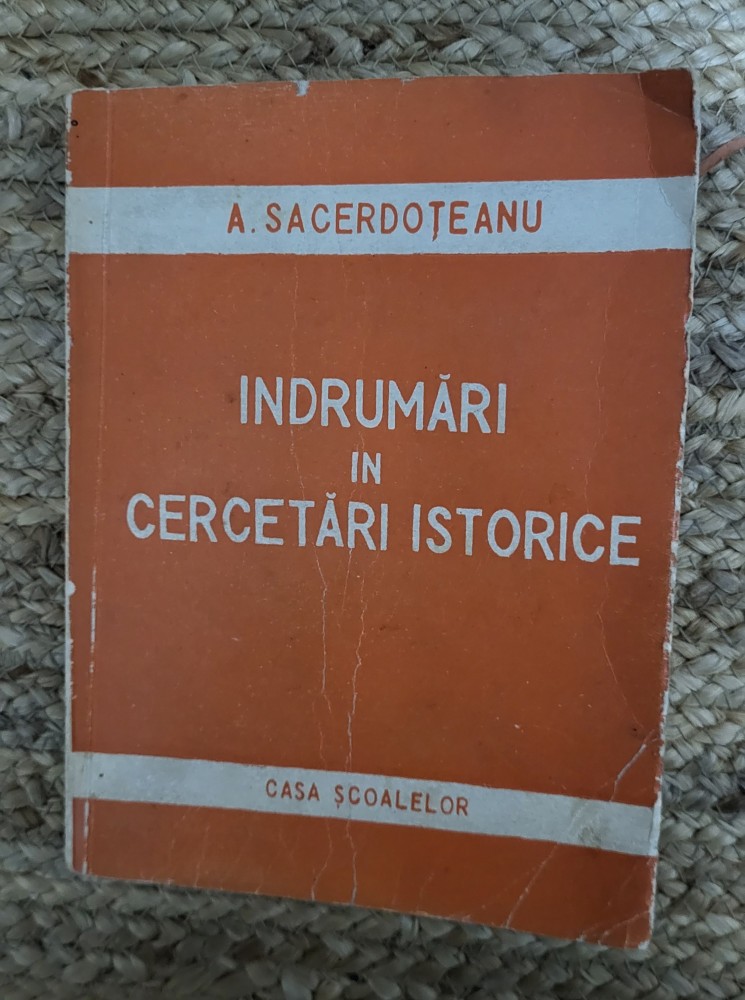 A. SACERDOȚEANU
INDRUMĂRI
IN
CERCETĂRI ISTORICE
CASA ȘCOALELOR